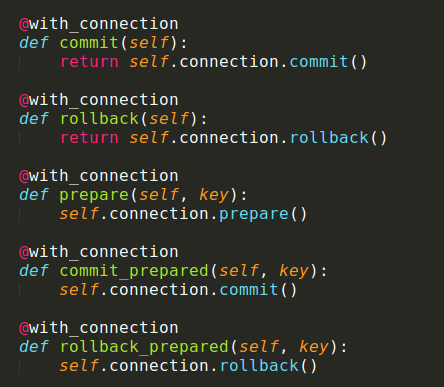 @with_connection
def commit(self):
    return self.connection.commit()

@with_connection
def rollback(self):
    return self.connection.rollback()

@with_connection
def prepare(self, key):
    self.connection.prepare()

@with_connection
def commit_prepared(self, key):
    self.connection.commit()

@with_connection
def rollback_prepared(self, key):
    self.connection.rollback()